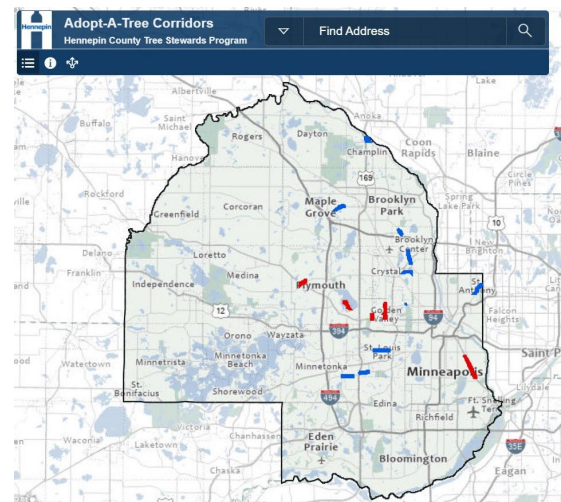 Hennepin
Adopt-A-Tree Corridors
Hennepin County Tree Stewards Program
Find Address
Albertville
Lake
Buffalo
Saint
Michael
Rogers
Dayton
Anoka
Champlin
Coon
Rapids
Blaine
Hanover
169
Circle
Pines
Rockford
Corcoran
Maple
Grove
Brooklyn
Park
Spring
Lake Park
Greenfield
10
Delano
Loretto
Brooklyn
Center
New
Brighton
Franklin
Medina
Crystal
Independence
Plymouth
St.
Anthony
12
Golden
Valley
94
Falcon
Heights
Orono
Wayzata
394
St. Louis
Park
Saint P
Watertown
Minnetrista
Minnetonka
Beach
Minnetonka
Minneapolis
St.
Bonifacius
Shorewood
494
Edina
Lilydale
Ft. Snelling
Terr
Richfield
Victoria
Waconia
Laketown
Chanhassen
Eden
Prairie
35E
Bloomington
Chaska
Eagan